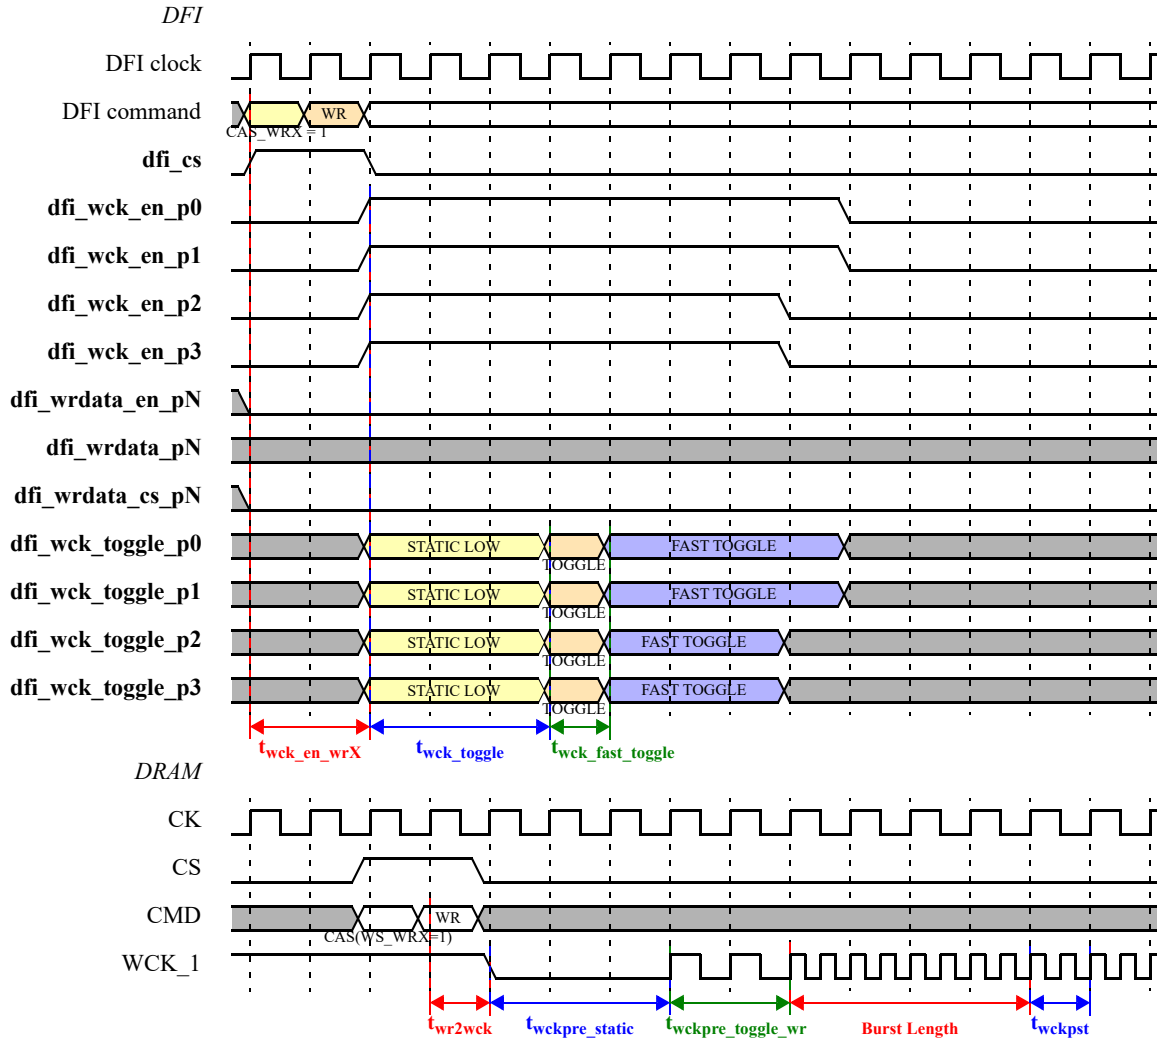 DFI
DFI clock
DFI command WR
CAS_WRX = 1
dfi_cs
dfi_wck_en_p0
dfi_wck_en_p1
dfi_wck_en_p2
dfi_wck_en_p3
dfi_wrdata_en_pN
dfi_wrdata_pN
dfi_wrdata_cs_pN
dfi_wck_toggle_p0 STATIC LOW FAST TOGGLE
TOGGLE
dfi_wck_toggle_p1 STATIC LOW FAST TOGGLE
TOGGLE
dfi_wck_toggle_p2 STATIC LOW FAST TOGGLE
TOGGLE
dfi_wck_toggle_p3 STATIC LOW FAST TOGGLE
TOGGLE
twck_en_wrX twck_toggle twck_fast_toggle
DRAM
CK
CS
CMD WR
CAS(WS_WRX=1)
WCK_1
twr2wck twckpre_static twckpre_toggle_wr Burst Length twckpst